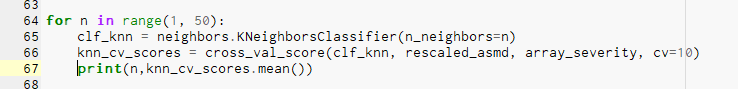 63
64 for n in range(1, 50):
65     clf_knn = neighbors.KNeighborsClassifier(n_neighbors=n)
66     knn_cv_scores = cross_val_score(clf_knn, rescaled_asmd, array_severity, cv=10)
67     print(n,knn_cv_scores.mean())
68